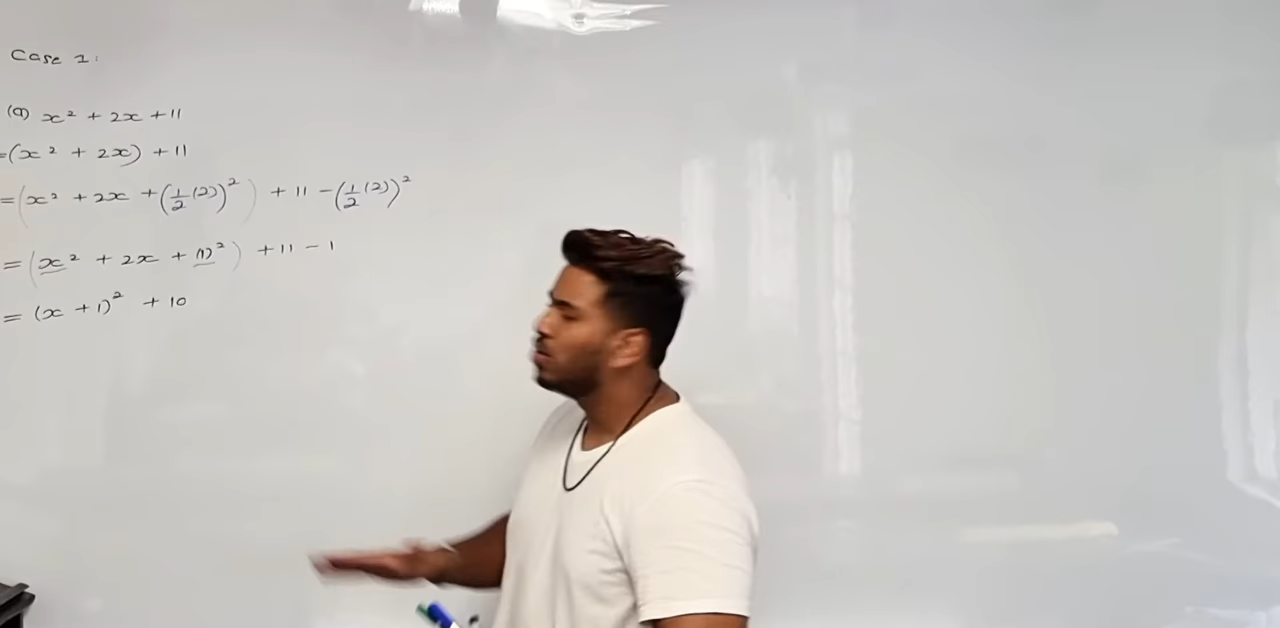 Case 1:
(a) x² + 2x + 11
=(x² + 2x) + 11
=(x² + 2x + (½(2))²) + 11 - (½(2))²
= (x² + 2x + (1)²) + 11 - 1
= (x + 1)² + 10